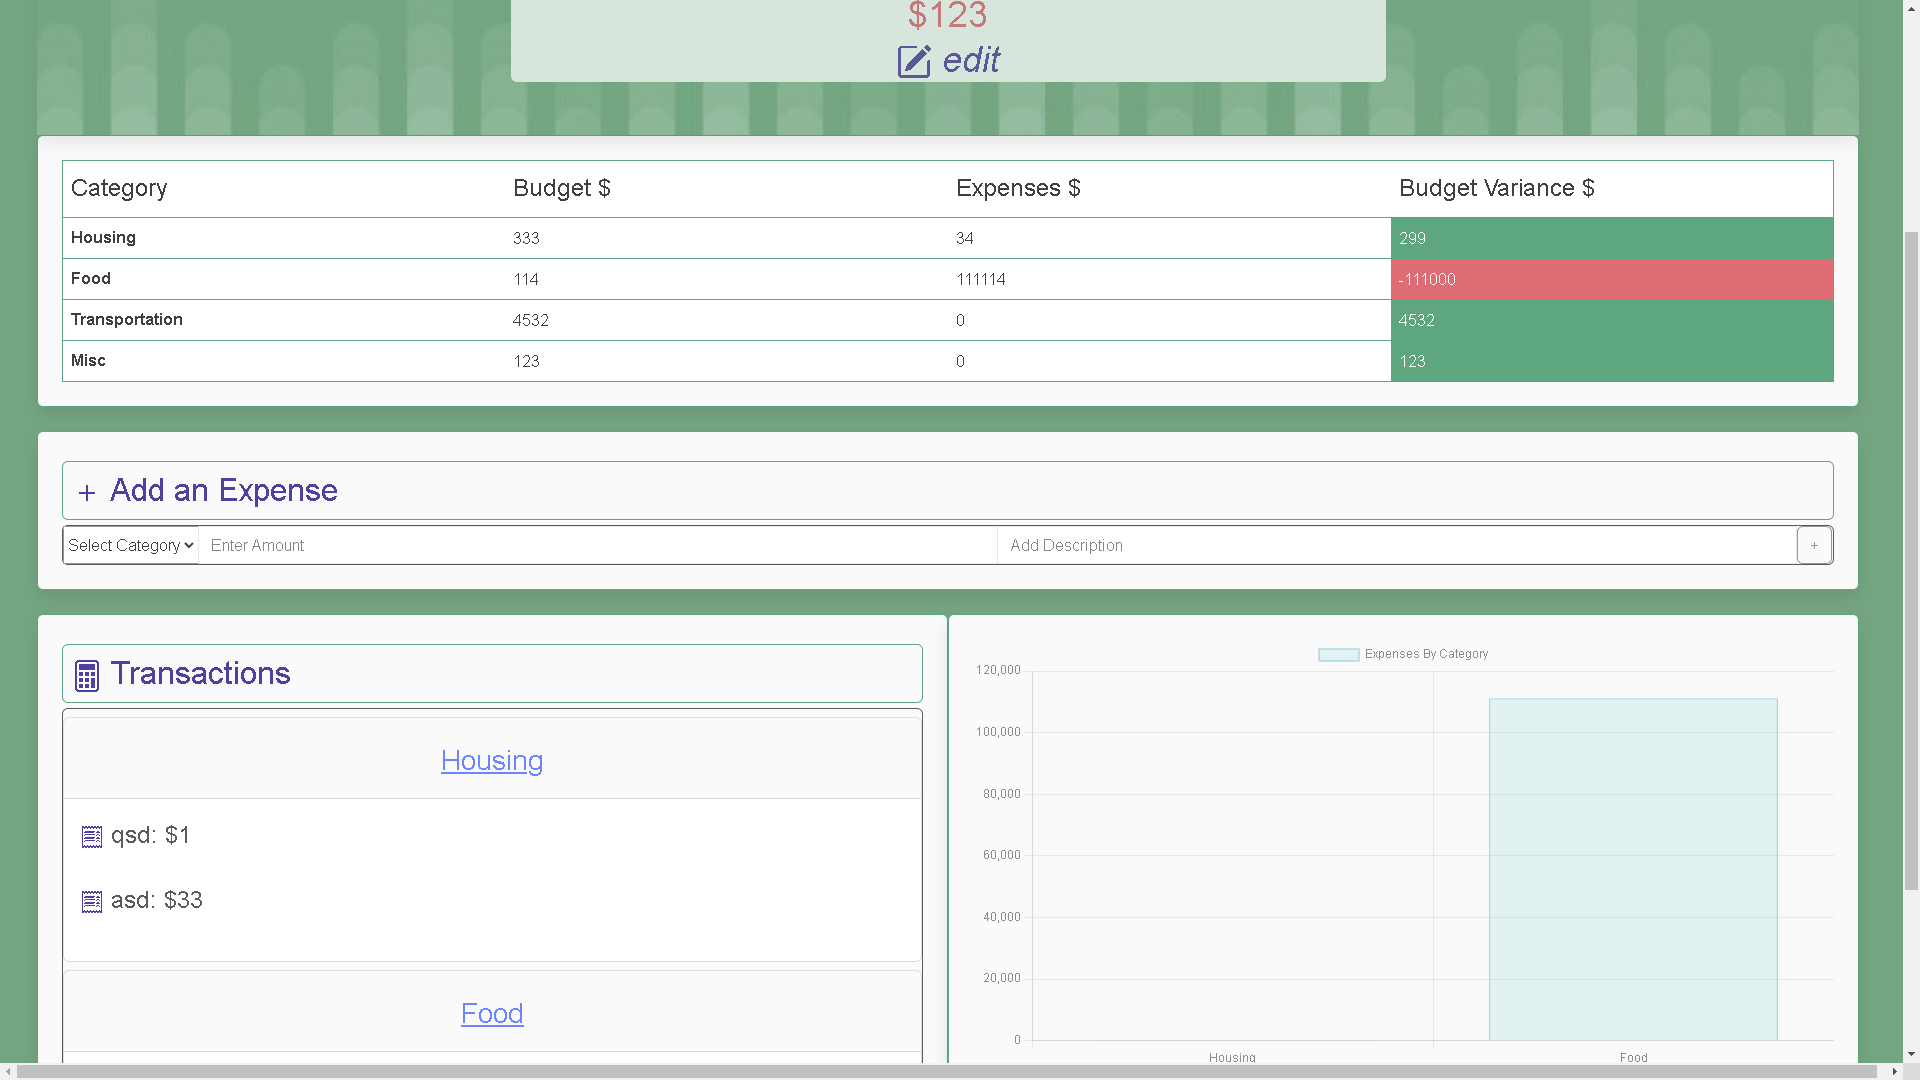 $123
edit
Category Budget $ Expenses $ Budget Variance $
Housing 333 34 299
Food 114 111114 -111000
Transportation 4532 0 4532
Misc 123 0 123
+ Add an Expense
Select Category Enter Amount Add Description +
Transactions
Housing
qsd: $1
asd: $33
Food
Expenses By Category
120,000
100,000
80,000
60,000
40,000
20,000
0
Housing Food